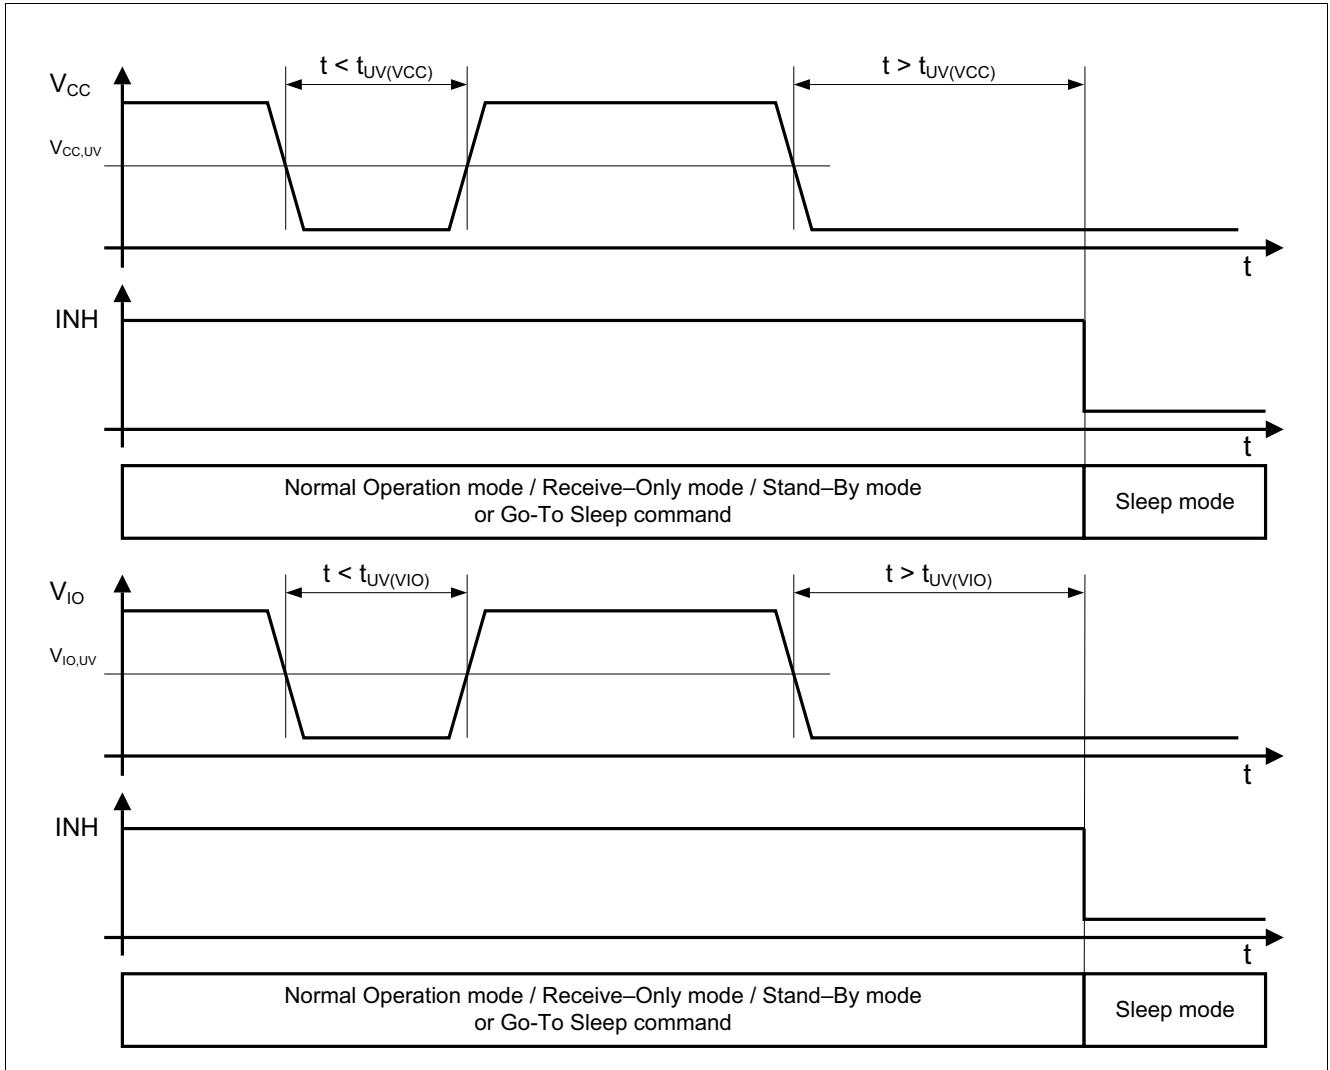 t < tUV(VCC)
t > tUV(VCC)
VCC
VCC,UV
t
INH
t
Normal Operation mode / Receive–Only mode / Stand–By mode
or Go-To Sleep command
Sleep mode
t < tUV(VIO)
t > tUV(VIO)
VIO
VIO,UV
t
INH
t
Normal Operation mode / Receive–Only mode / Stand–By mode
or Go-To Sleep command
Sleep mode